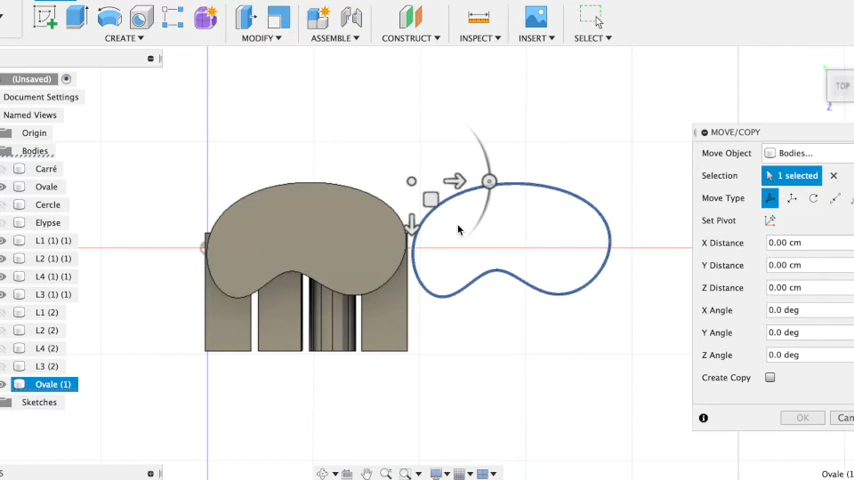 CREATE▼ MODIFY▼ ASSEMBLE▼ CONSTRUCT▼ INSPECT▼ INSERT▼ SELECT▼
(Unsaved)
Document Settings
Named Views
Origin
Bodies
Carré
Ovale
Cercle
Elypse
L1 (1) (1)
L2 (1) (1)
L4 (1) (1)
L3 (1) (1)
L1 (2)
L2 (2)
L4 (2)
L3 (2)
Ovale (1)
Sketches
S
TOP
Z
MOVE/COPY
Move Object Bodies...
Selection 1 selected
Move Type
Set Pivot
X Distance 0.00 cm
Y Distance 0.00 cm
Z Distance 0.00 cm
X Angle 0.0 deg
Y Angle 0.0 deg
Z Angle 0.0 deg
Create Copy
OK Can
Ovale (1)